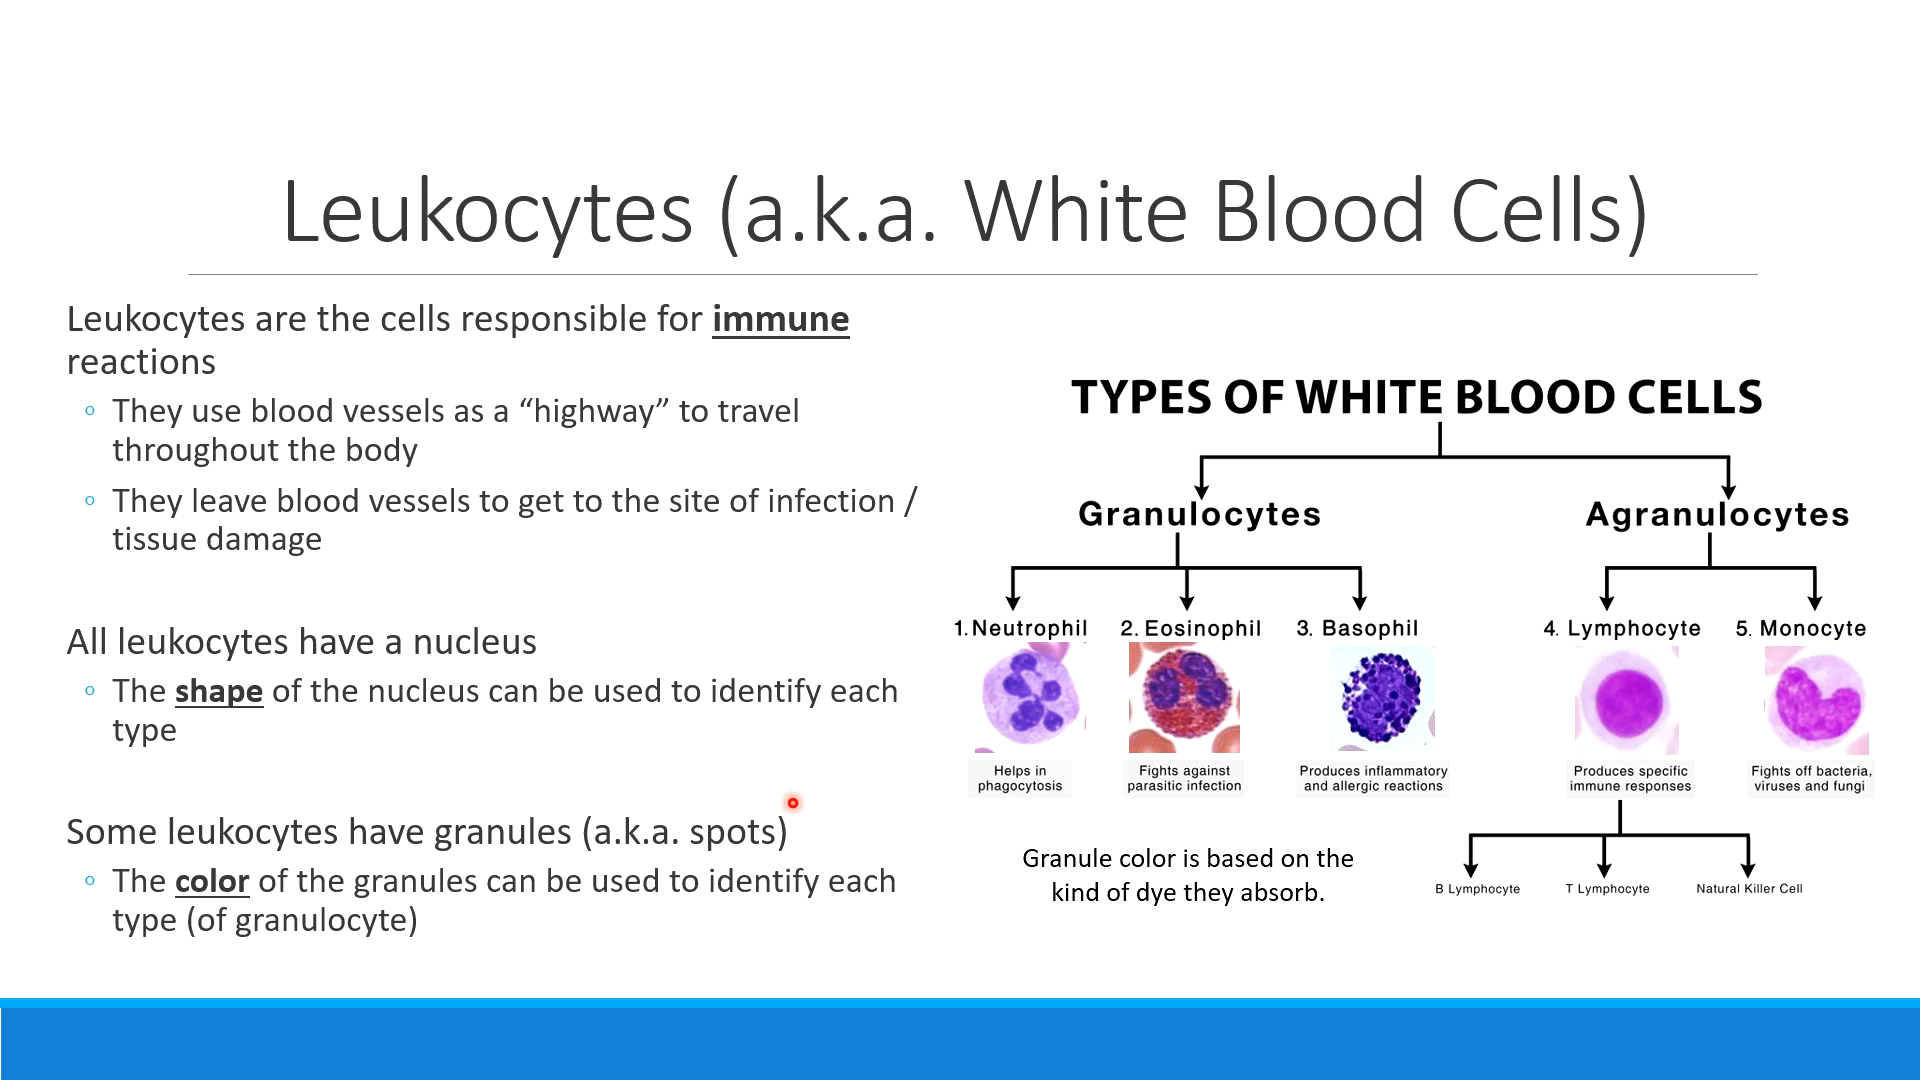 Leukocytes (a.k.a. White Blood Cells)
Leukocytes are the cells responsible for immune
reactions
◦ They use blood vessels as a “highway” to travel
throughout the body
◦ They leave blood vessels to get to the site of infection /
tissue damage
All leukocytes have a nucleus
◦ The shape of the nucleus can be used to identify each
type
Some leukocytes have granules (a.k.a. spots)
◦ The color of the granules can be used to identify each
type (of granulocyte)
TYPES OF WHITE BLOOD CELLS
Granulocytes
Agranulocytes
1. Neutrophil
2. Eosinophil
3. Basophil
4. Lymphocyte
5. Monocyte
Helps in
phagocytosis
Fights against
parasitic infection
Produces inflammatory
and allergic reactions
Produces specific
immune responses
Fights off bacteria,
viruses and fungi
B Lymphocyte
T Lymphocyte
Natural Killer Cell
Granule color is based on the
kind of dye they absorb.